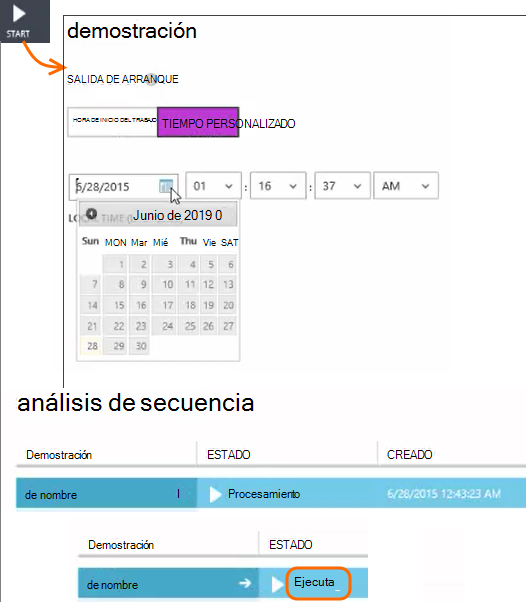 START
demostración
SALIDA DE ARRANQUE
HORA DE INICIO DEL TRABAJO TIEMPO PERSONALIZADO
6/28/2015 01 : 16 : 37 AM
LOCAL TIME
Junio de 2019 0
Sun MON Mar Mié Thu Vie SAT
1 2 3 4 5 6
7 8 9 10 11 12 13
14 15 16 17 18 19 20
21 22 23 24 25 26 27
28 29 30
análisis de secuencia
Demostración ESTADO CREADO
de nombre Procesamiento 6/28/2015 12:43:23 AM
Demostración ESTADO
de nombre Ejecuta_